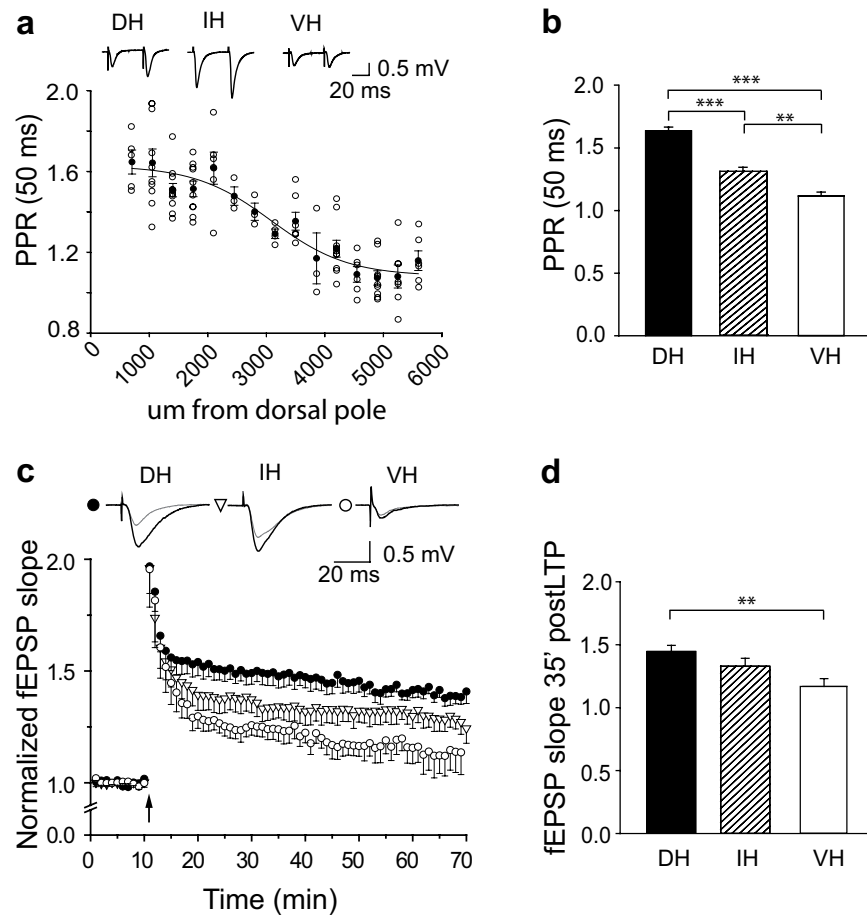 a
DH IH VH
0.5 mV
20 ms
2.0
1.6
1.2
0.8
PPR (50 ms)
0 1000 2000 3000 4000 5000 6000
um from dorsal pole
b
***
*** **
2.0
1.5
1.0
0.5
0.0
PPR (50 ms)
DH IH VH
c
DH IH VH
0.5 mV
20 ms
2.0
1.5
1.0
0.0
Normalized fEPSP slope
0 10 20 30 40 50 60 70
Time (min)
d
**
2.0
1.5
1.0
0.5
0.0
fEPSP slope 35' postLTP
DH IH VH